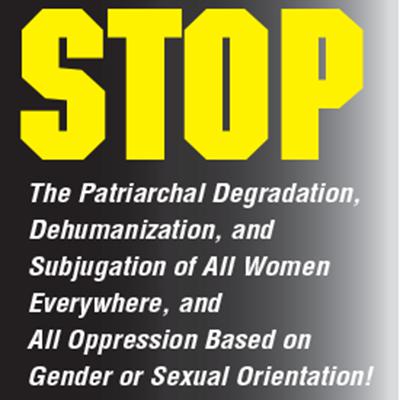 STOP
The Patriarchal Degradation,
Dehumanization, and
Subjugation of All Women
Everywhere, and
All Oppression Based on
Gender or Sexual Orientation!